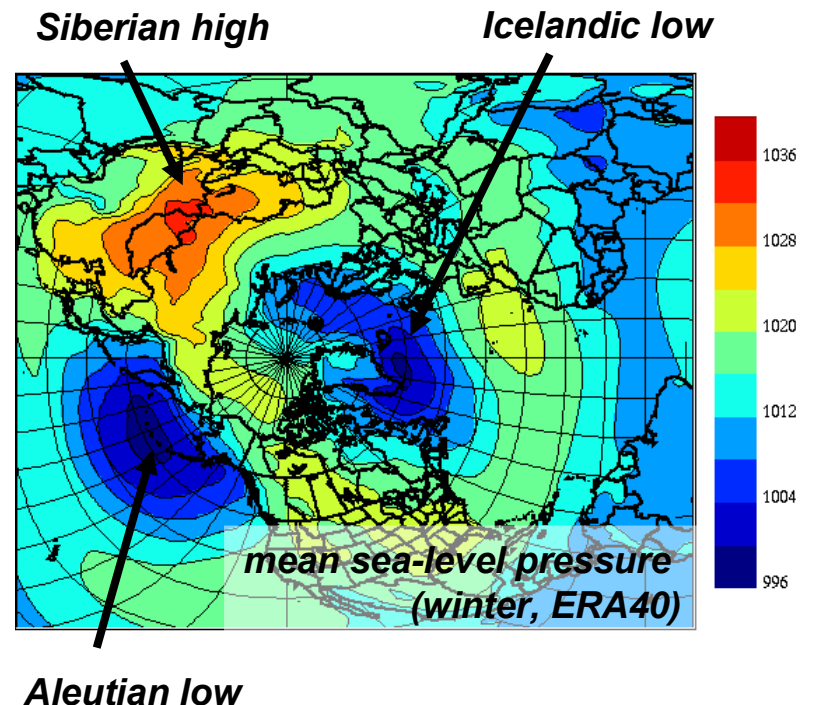 Siberian high
Icelandic low
1036
1028
1020
1012
1004
996
mean sea-level pressure
(winter, ERA40)
Aleutian low